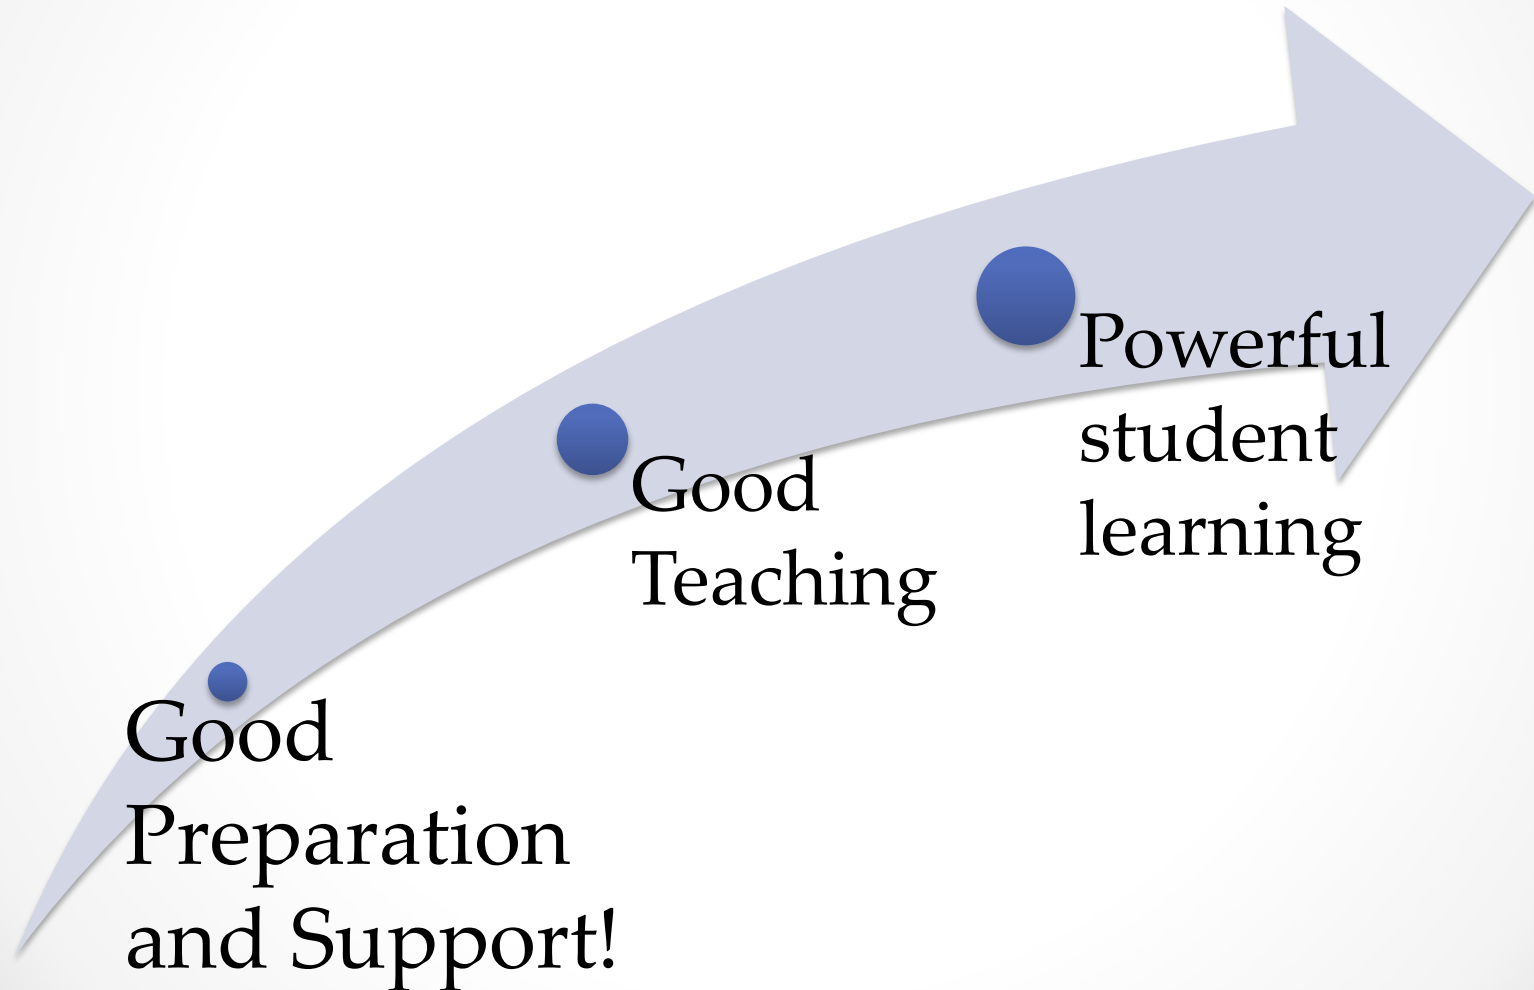 Good
Preparation
and Support!
Good
Teaching
Powerful
student
learning